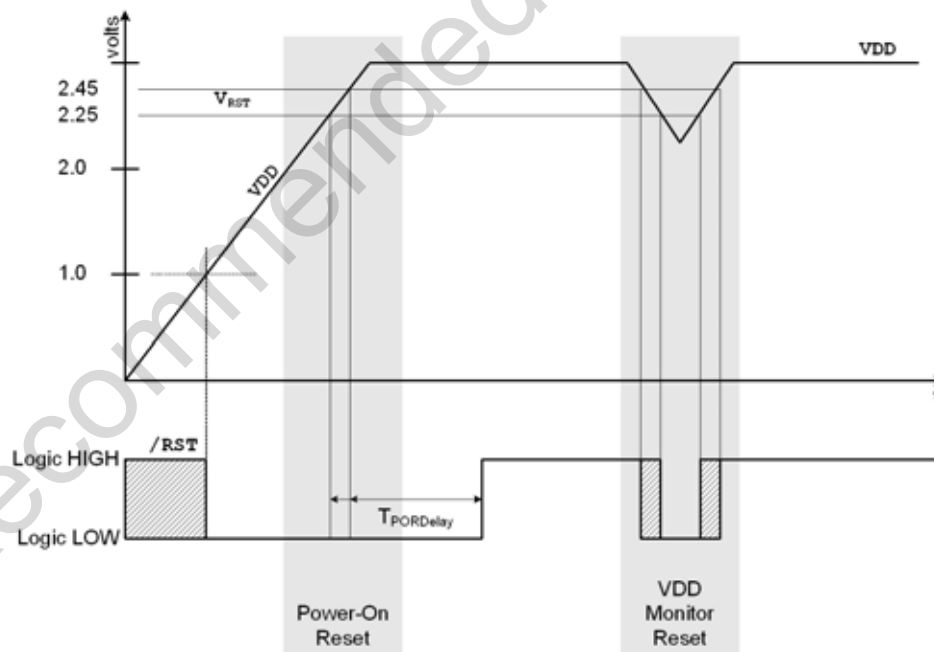 volts
VDD
2.45
VRST
2.25
2.0
VDD
1.0
/RST
Logic HIGH
TPORDelay
Logic LOW
Power-On
Reset
VDD
Monitor
Reset
ecommended